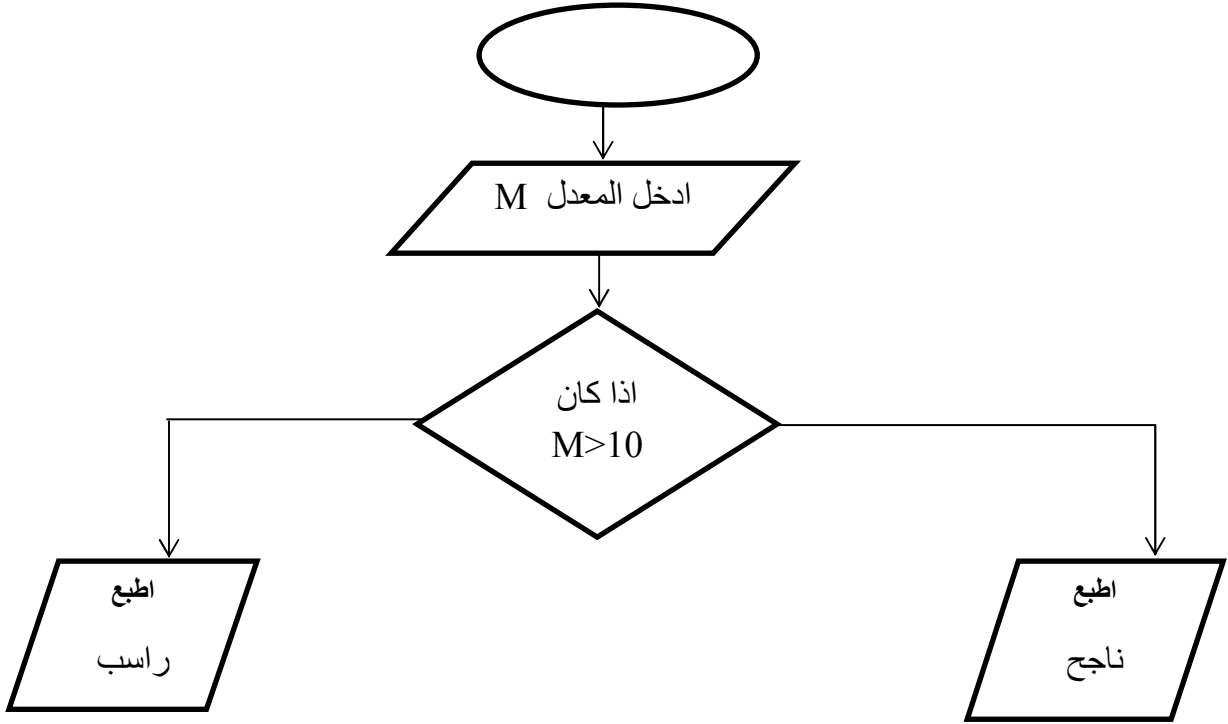 ادخل المعدل M
اذا كان
M>10
اطبع
ناجح
اطبع
راسب